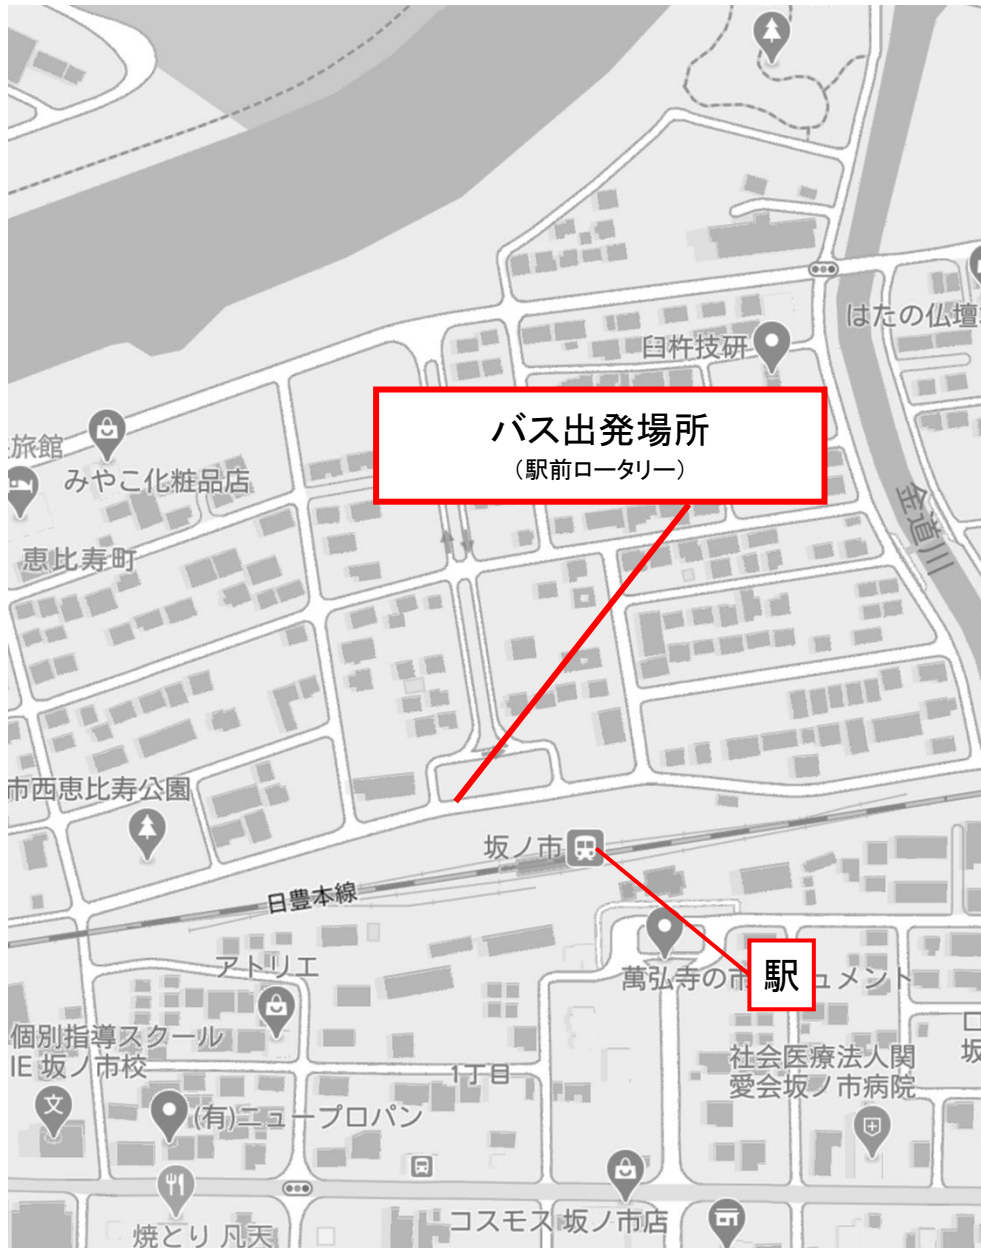 はたの仏壇
臼杵技研
バス出発場所
（駅前ロータリー）
旅館
みやこ化粧品店
恵比寿町
金道川
市西恵比寿公園
坂ノ市
日豊本線
アトリエ
萬弘寺の市
ュメント
駅
個別指導スクール
IE 坂ノ市校
社会医療法人関
愛会坂ノ市病院
坂
1丁目
(有)ニュープロパン
文
コスモス 坂ノ市店
焼とり 凡天